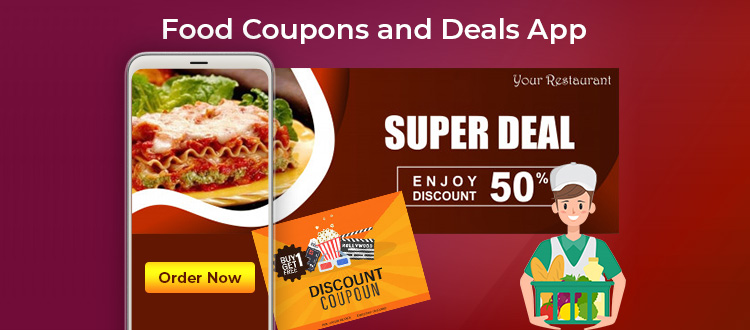 Food Coupons and Deals App
Your Restaurant
SUPER DEAL
ENJOY
DISCOUNT
50%
Order Now
BUY 1
GET
FREE
DISCOUNT
COUPOUN